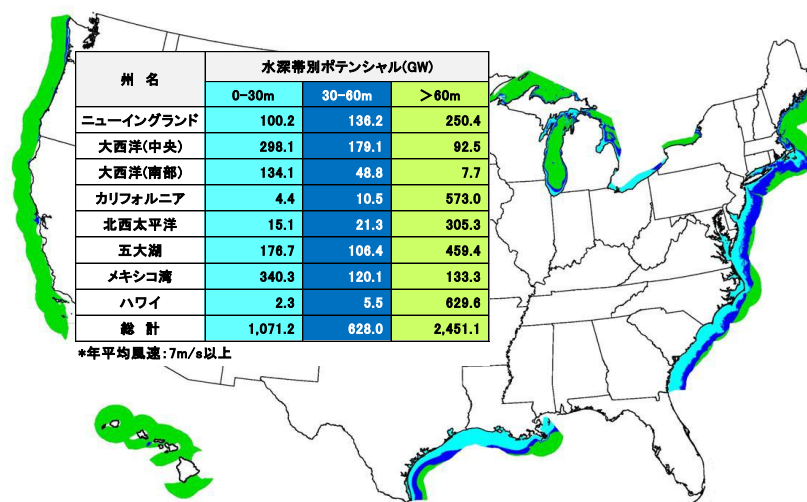 州 名 水深帯別ポテンシャル(GW)
0-30m 30-60m ＞60m
ニューイングランド 100.2 136.2 250.4
大西洋(中央) 298.1 179.1 92.5
大西洋(南部) 134.1 48.8 7.7
カリフォルニア 4.4 10.5 573.0
北西太平洋 15.1 21.3 305.3
五大湖 176.7 106.4 459.4
メキシコ湾 340.3 120.1 133.3
ハワイ 2.3 5.5 629.6
総 計 1,071.2 628.0 2,451.1
*年平均風速:7m/s以上